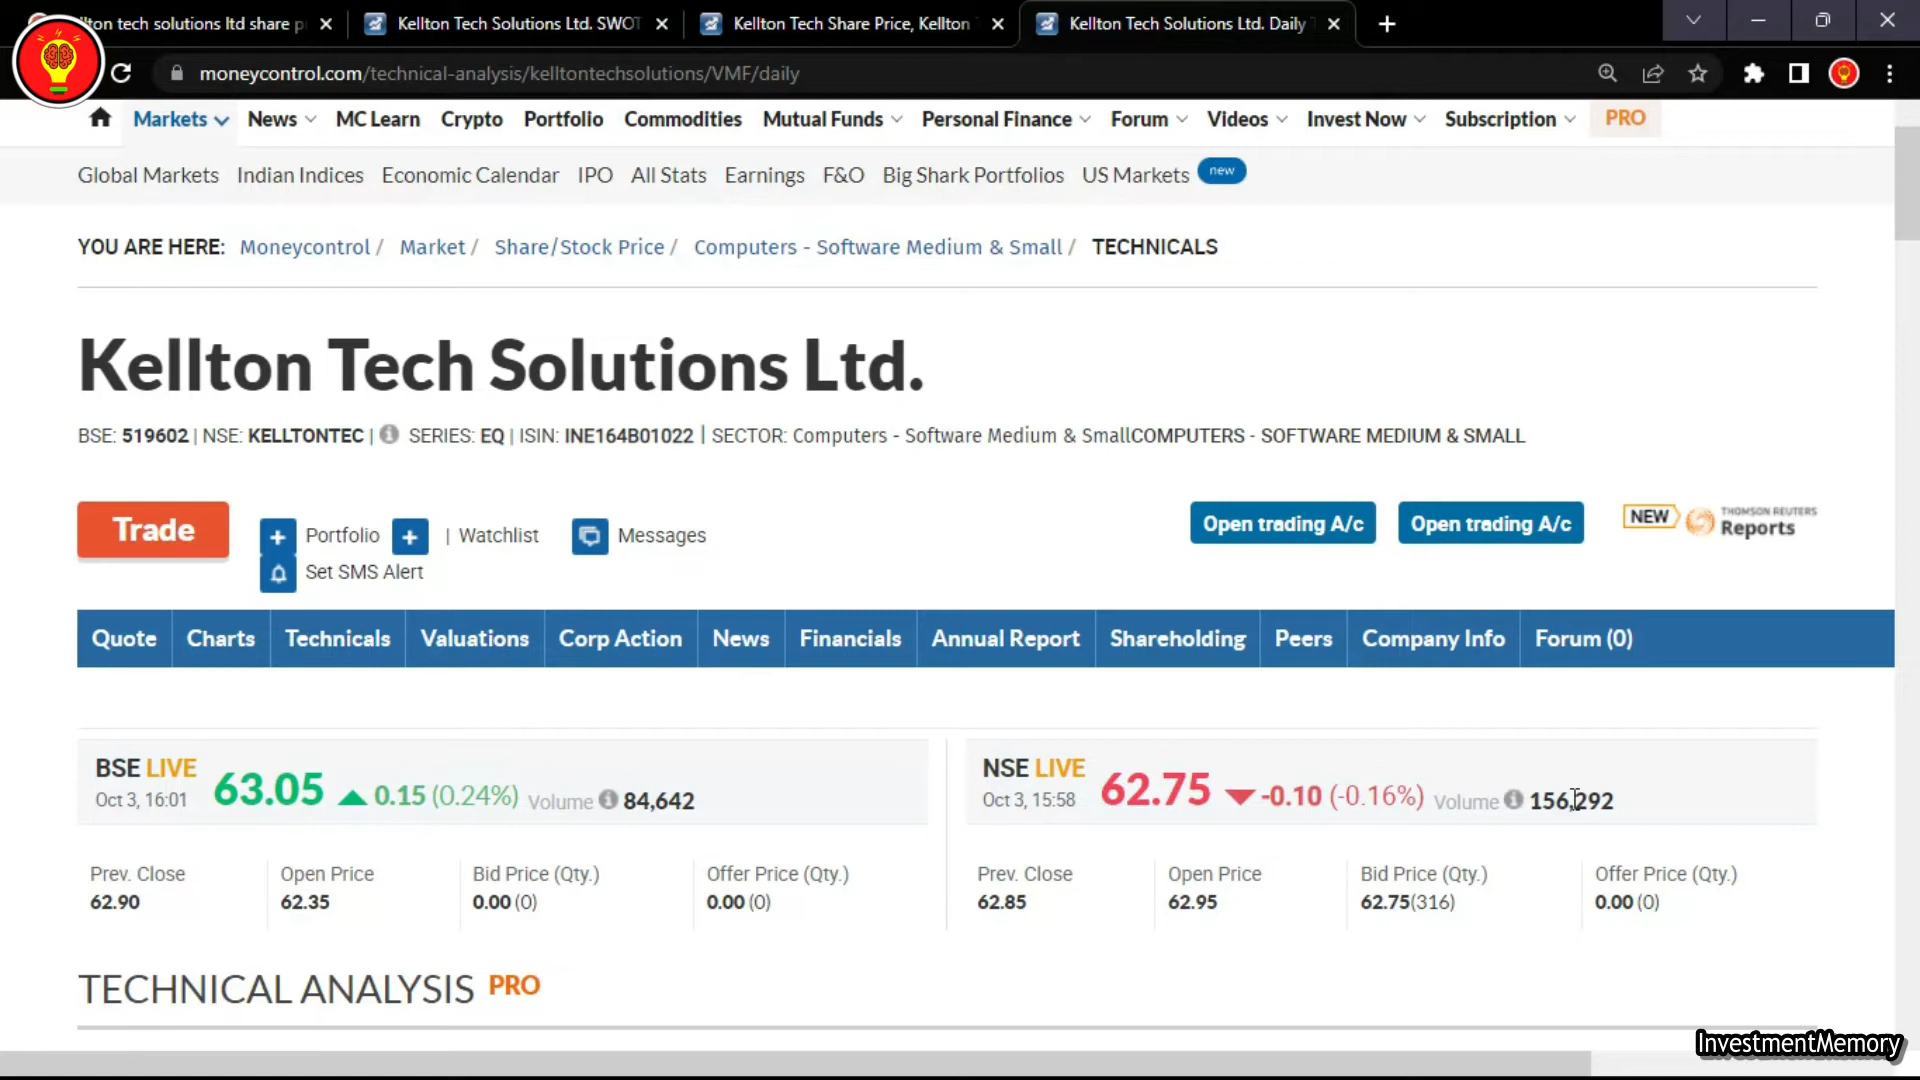 llton tech solutions ltd share p
Kellton Tech Solutions Ltd. SWOT
Kellton Tech Share Price, Kellton
Kellton Tech Solutions Ltd. Daily
moneycontrol.com/technical-analysis/kelltontechsolutions/VMF/daily
Markets News MC Learn Crypto Portfolio Commodities Mutual Funds Personal Finance Forum Videos Invest Now Subscription PRO
Global Markets Indian Indices Economic Calendar IPO All Stats Earnings F&O Big Shark Portfolios US Markets new
YOU ARE HERE: Moneycontrol / Market / Share/Stock Price / Computers - Software Medium & Small / TECHNICALS
Kellton Tech Solutions Ltd.
BSE: 519602 | NSE: KELLTONTEC | SERIES: EQ | ISIN: INE164B01022 | SECTOR: Computers - Software Medium & SmallCOMPUTERS - SOFTWARE MEDIUM & SMALL
Trade
+ Portfolio + | Watchlist Messages
Set SMS Alert
Open trading A/c Open trading A/c
NEW THOMSON REUTERS
Reports
Quote Charts Technicals Valuations Corp Action News Financials Annual Report Shareholding Peers Company Info Forum (0)
BSE LIVE
Oct 3, 16:01
63.05 0.15 (0.24%) Volume 84,642
NSE LIVE
Oct 3, 15:58
62.75 -0.10 (-0.16%) Volume 156,292
Prev. Close Open Price Bid Price (Qty.) Offer Price (Qty.)
62.90 62.35 0.00 (0) 0.00 (0)
Prev. Close Open Price Bid Price (Qty.) Offer Price (Qty.)
62.85 62.95 62.75(316) 0.00 (0)
TECHNICAL ANALYSIS PRO
InvestmentMemory